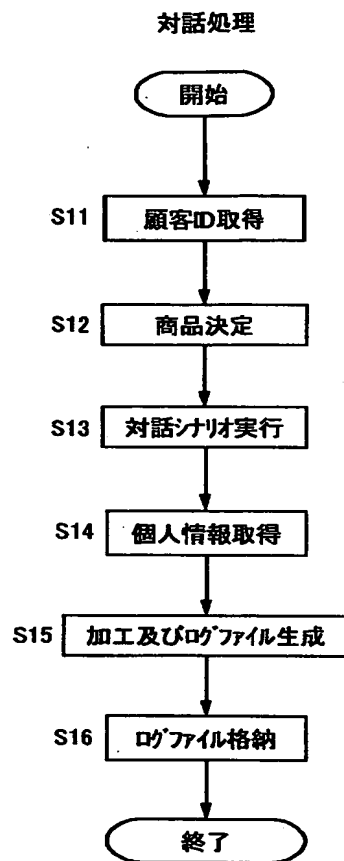 対話処理
開始
S11 顧客ID取得
S12 商品決定
S13 対話シナリオ実行
S14 個人情報取得
S15 加工及びログファイル生成
S16 ログファイル格納
終了